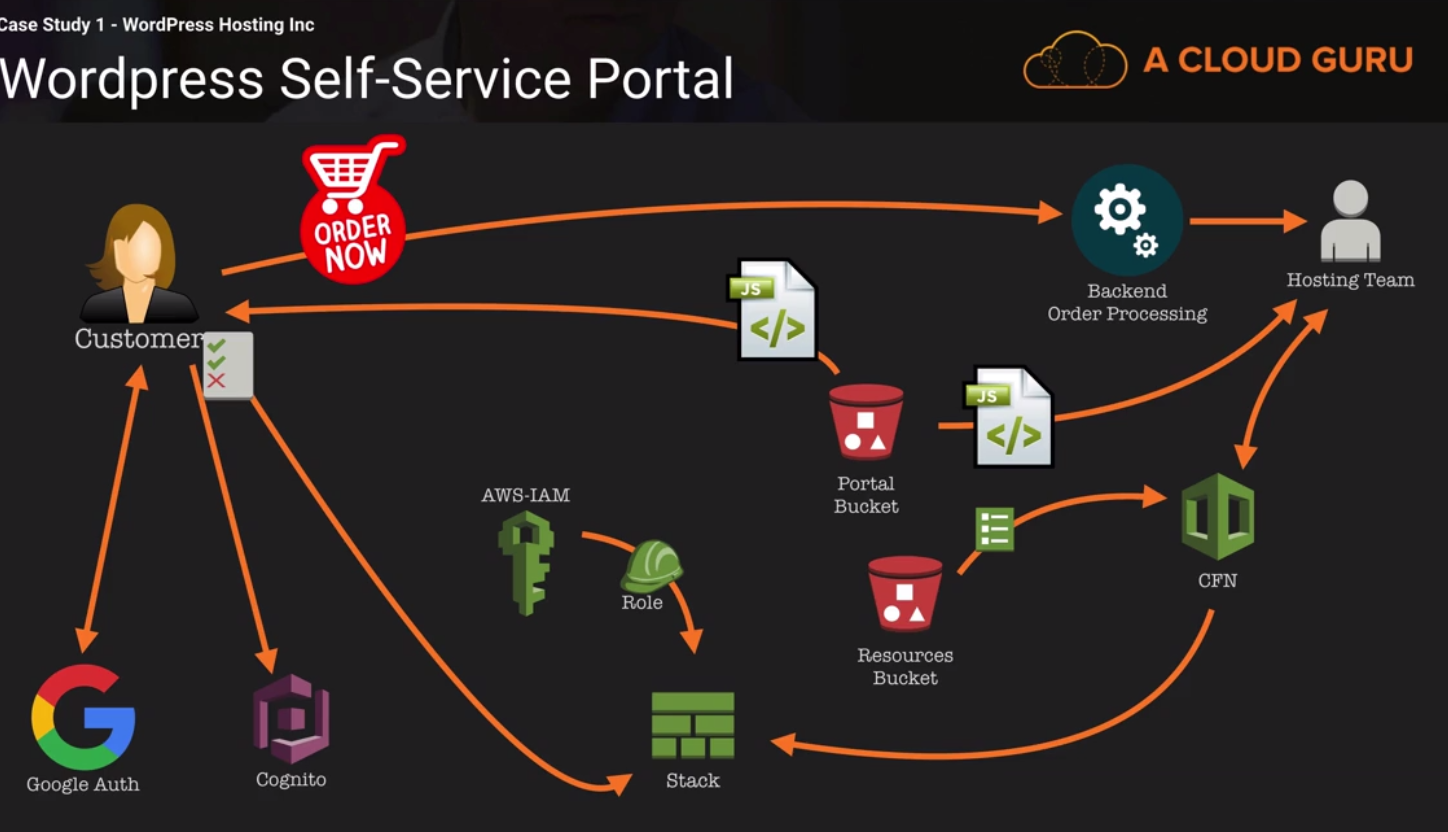 Case Study 1 - WordPress Hosting Inc
Wordpress Self-Service Portal
A CLOUD GURU
ORDER
NOW
Customer
Backend
Order Processing
Hosting Team
JS
</>
JS
</>
Portal
Bucket
AWS-IAM
Role
CFN
Resources
Bucket
Google Auth
Cognito
Stack